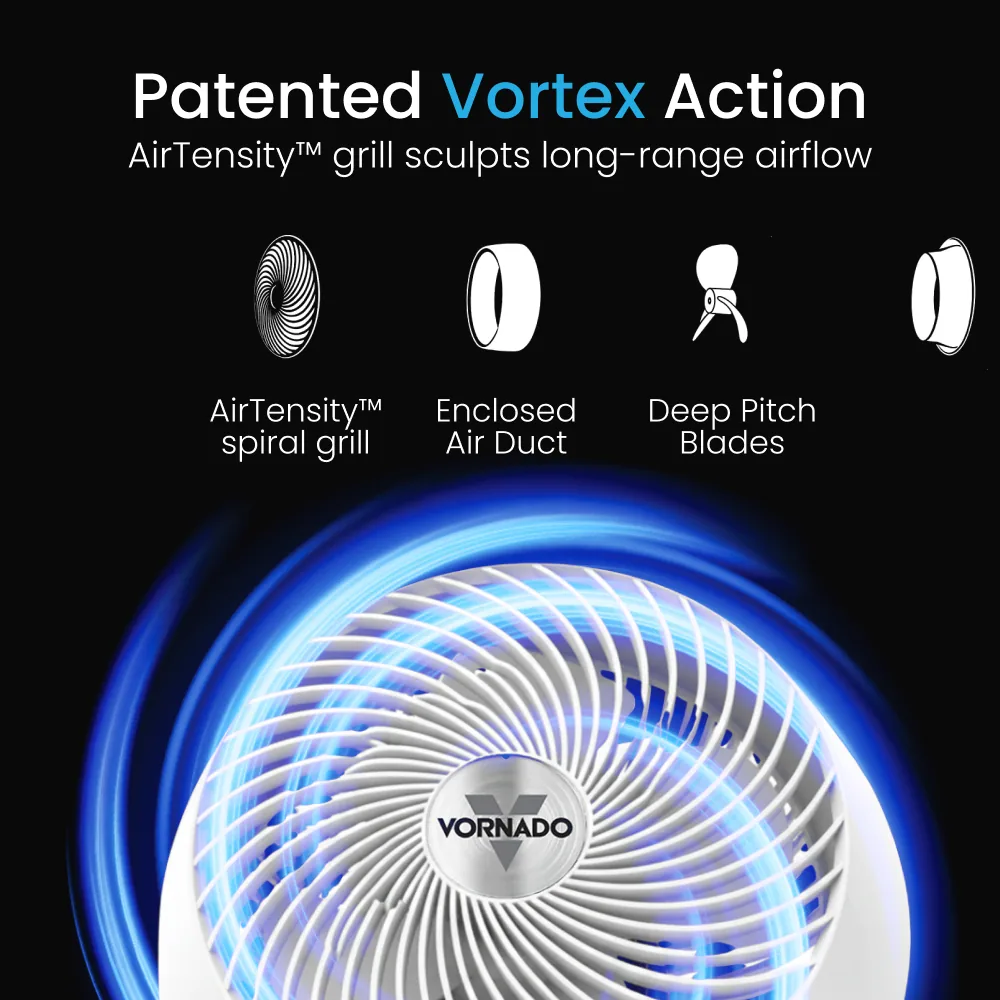 Patented Vortex Action
AirTensity™ grill sculpts long-range airflow
AirTensity™
spiral grill
Enclosed
Air Duct
Deep Pitch
Blades
VORNADO